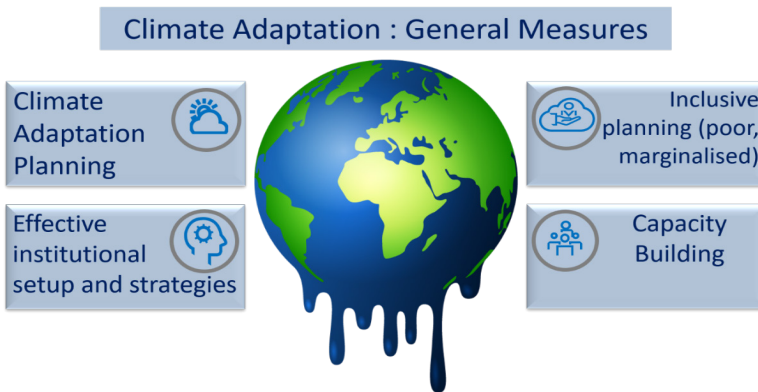 Climate Adaptation : General Measures
Climate
Adaptation
Planning
Effective
institutional
setup and strategies
Inclusive
planning (poor,
marginalised)
Capacity
Building